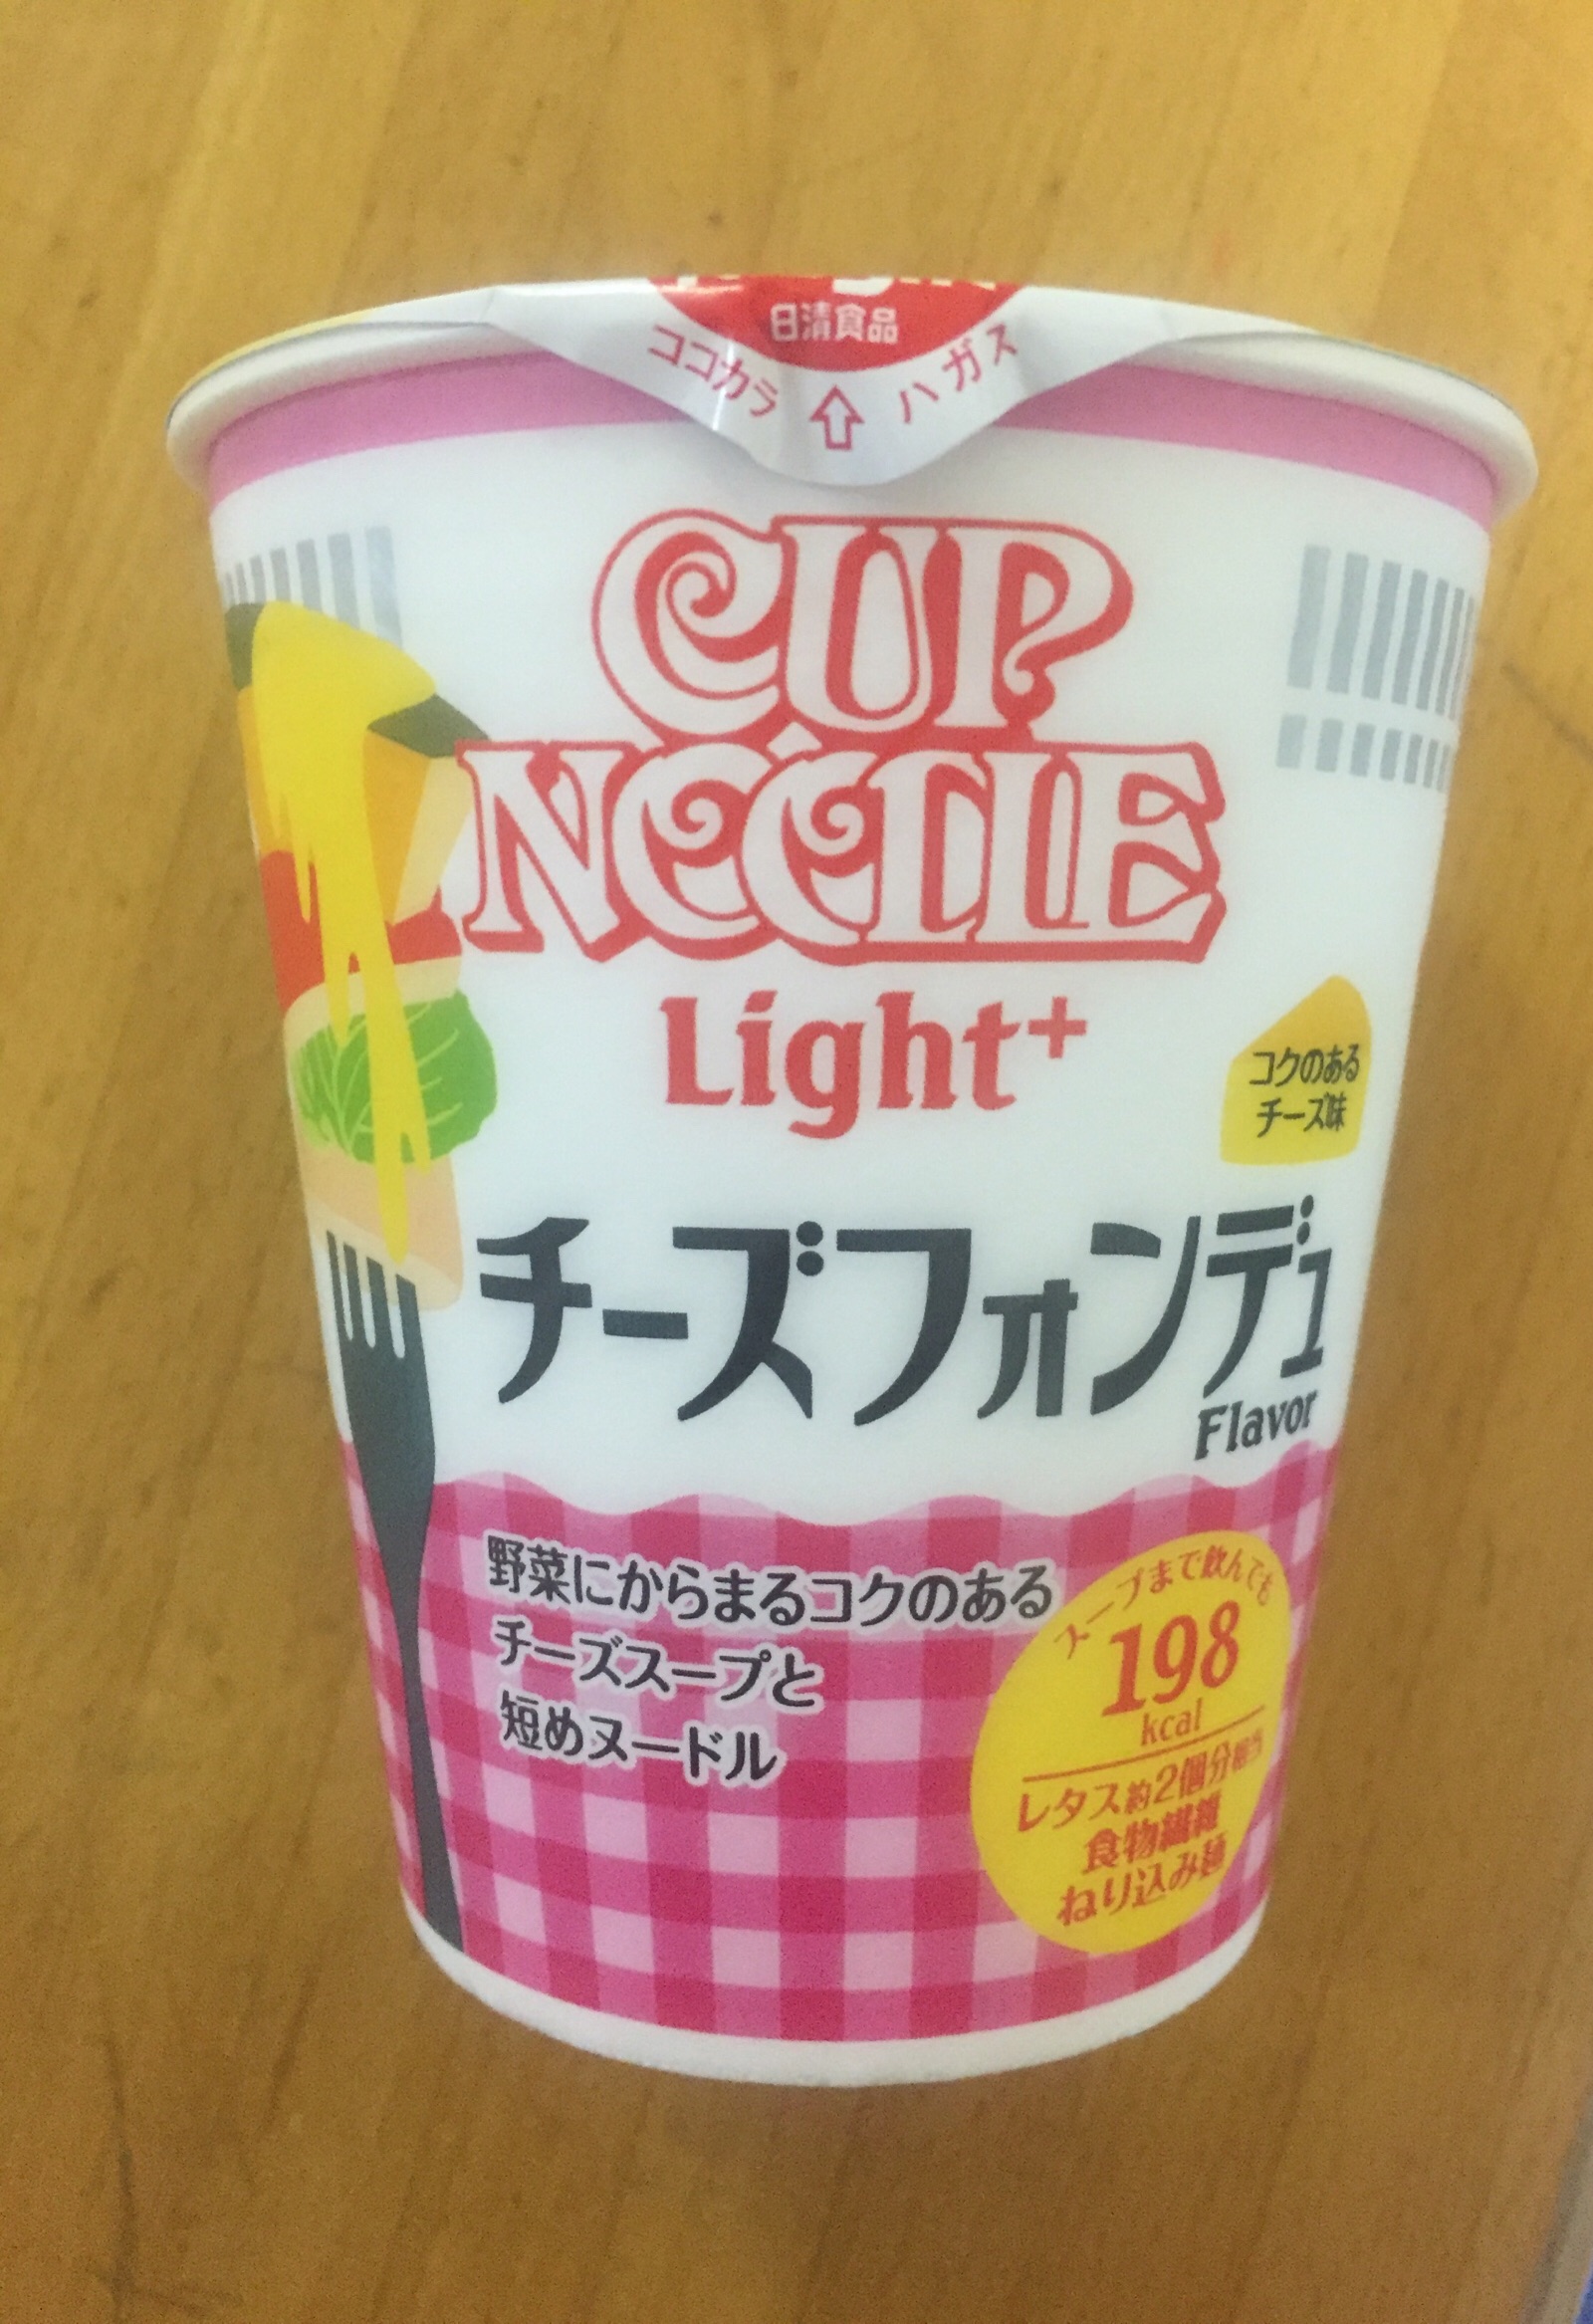 日清食品
ココカラ ハガス
CUP
NOODLE
Light+
コクのある
チーズ味
チーズフォンデュ
Flavor
野菜にからまるコクのある
チーズスープと
短めヌードル
スープまで飲んでも
198
kcal
レタス約2個分相当
食物繊維
ねり込み麺